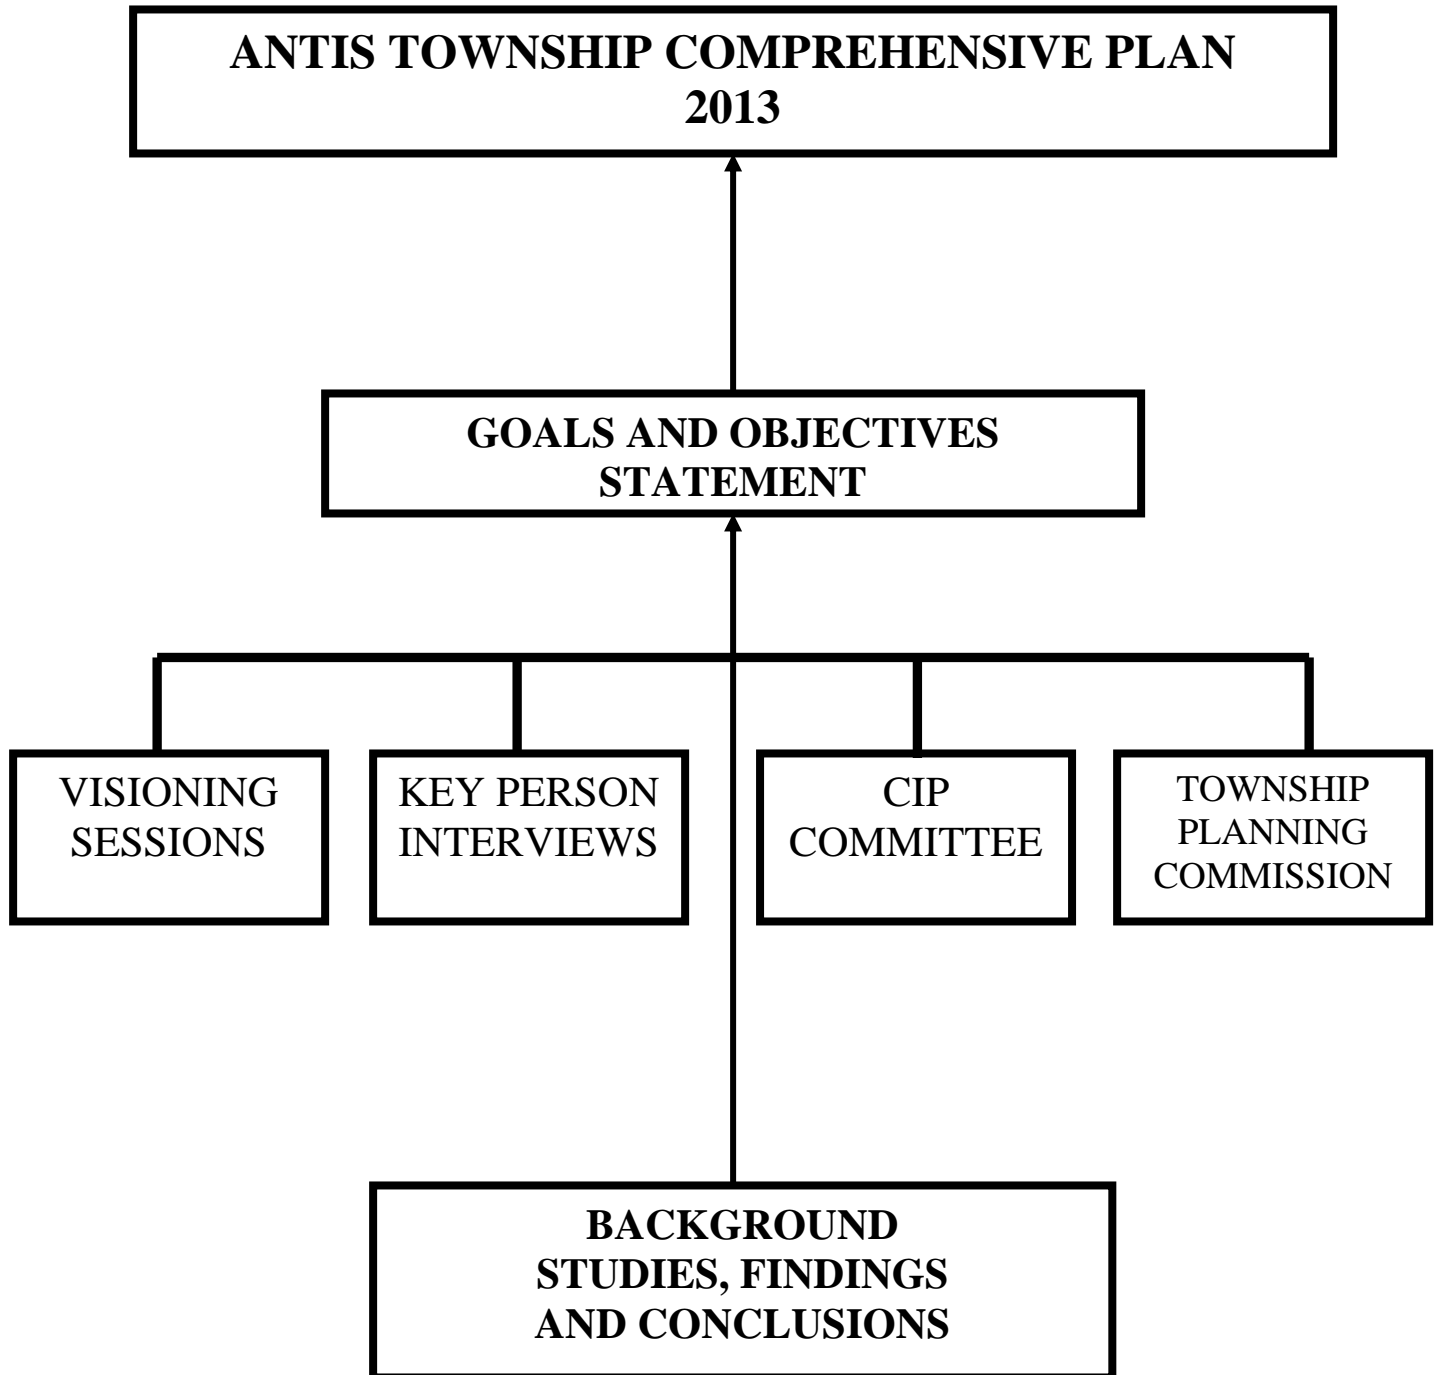 ANTIS TOWNSHIP COMPREHENSIVE PLAN
2013
GOALS AND OBJECTIVES
STATEMENT
VISIONING
SESSIONS
KEY PERSON
INTERVIEWS
CIP
COMMITTEE
TOWNSHIP
PLANNING
COMMISSION
BACKGROUND
STUDIES, FINDINGS
AND CONCLUSIONS